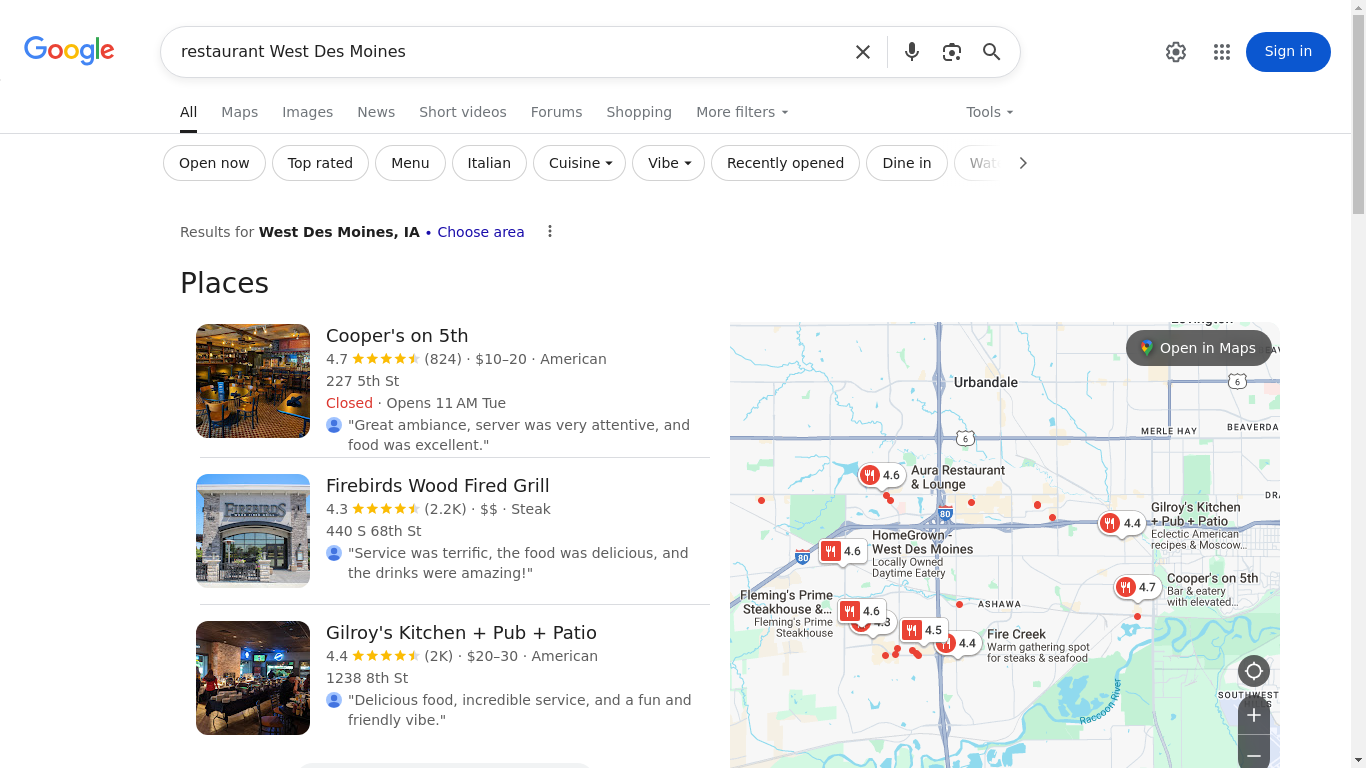 Google
restaurant West Des Moines
Sign in
All
Maps
Images
News
Short videos
Forums
Shopping
More filters
Tools
Open now
Top rated
Menu
Italian
Cuisine
Vibe
Recently opened
Dine in
Results for West Des Moines, IA • Choose area
Places
Cooper's on 5th
4.7 (824) · $10–20 · American
227 5th St
Closed · Opens 11 AM Tue
"Great ambiance, server was very attentive, and
food was excellent."
Firebirds Wood Fired Grill
4.3 (2.2K) · $$ · Steak
440 S 68th St
"Service was terrific, the food was delicious, and
the drinks were amazing!"
Gilroy's Kitchen + Pub + Patio
4.4 (2K) · $20–30 · American
1238 8th St
"Delicious food, incredible service, and a fun and
friendly vibe."
Open in Maps
6
Urbandale
6
MERLE HAY
BEAVERDA
4.6
Aura Restaurant
& Lounge
80
Gilroy's Kitchen
+ Pub + Patio
Eclectic American
recipes & Moscow...
4.4
HomeGrown -
West Des Moines
Locally Owned
Daytime Eatery
4.6
80
Cooper's on 5th
Bar & eatery
with elevated...
4.7
Fleming's Prime
Steakhouse &...
Fleming's Prime
Steakhouse
4.6
ASHAWA
4.5
4.4
Fire Creek
Warm gathering spot
for steaks & seafood
Raccoon River
SOUTHWEST